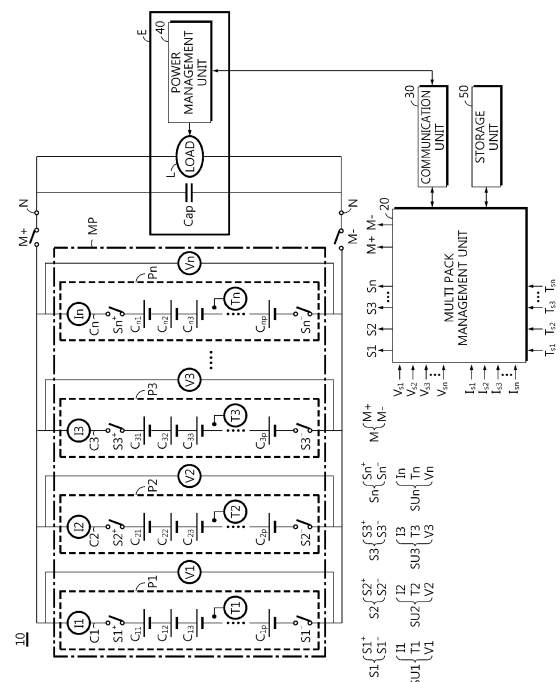 10
E
40
POWER
MANAGEMENT
UNIT
L
LOAD
Cap
M+
N
MP
M-
N
P1
I1
C1
S1+
C11
C12
C13
T1
C1p
S1-
V1
P2
I2
C2
S2+
C21
C22
C23
T2
C2p
S2-
V2
P3
I3
C3
S3+
C31
C32
C33
T3
C3p
S3-
V3
Pn
In
Cn
Sn+
Cn1
Cn2
Cn3
Tn
Cnp
Sn-
Vn
30
COMMUNICATION
UNIT
50
STORAGE
UNIT
20
S1 S2 S3 Sn M+ M-
MULTI PACK
MANAGEMENT UNIT
Vs1
Vs2
Vs3
Vsn
Is1
Is2
Is3
Isn
Ts1 Ts2 Ts3 Tsn
S1 { S1+ S1-
S2 { S2+ S2-
S3 { S3+ S3-
Sn { Sn+ Sn-
M { M+ M-
SU1 { I1 T1 V1
SU2 { I2 T2 V2
SU3 { I3 T3 V3
SUn { In Tn Vn